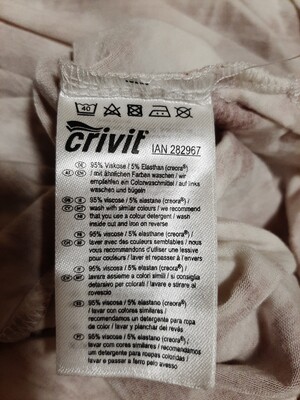 40
crivit
IAN 282967
95% Viskose / 5% Elasthan (creora®)
/ mit ähnlichen Farben waschen / wir
empfehlen ein Colorwaschmittel / auf links
waschen und bügeln
95% viscose / 5% elastane (creora®) /
wash with similar colours / we recommend
that you use a colour detergent / wash
inside out and iron on reverse
95% viscose / 5% élasthanne (creora®) /
laver avec des couleurs semblables / nous
vous recommandons d'utiliser une lessive
pour couleurs / laver et repasser à l'envers
95% viscosa / 5% elastan (creora®) /
lavare assieme a colori simili / si consiglia
detersivo per colorati / lavare e stirare a
rovescio
95% viscosa / 5% elastano (creora®)
/ lavar con colores similares /
recomendamos un detergente para ropa
de color / lavar y planchar del revés
95% viscose / 5% elastano (creora®)
/ lavar com cores similares /
recomendamos
um detergente para roupas coloridas /
lavar e passar a ferro pelo avesso